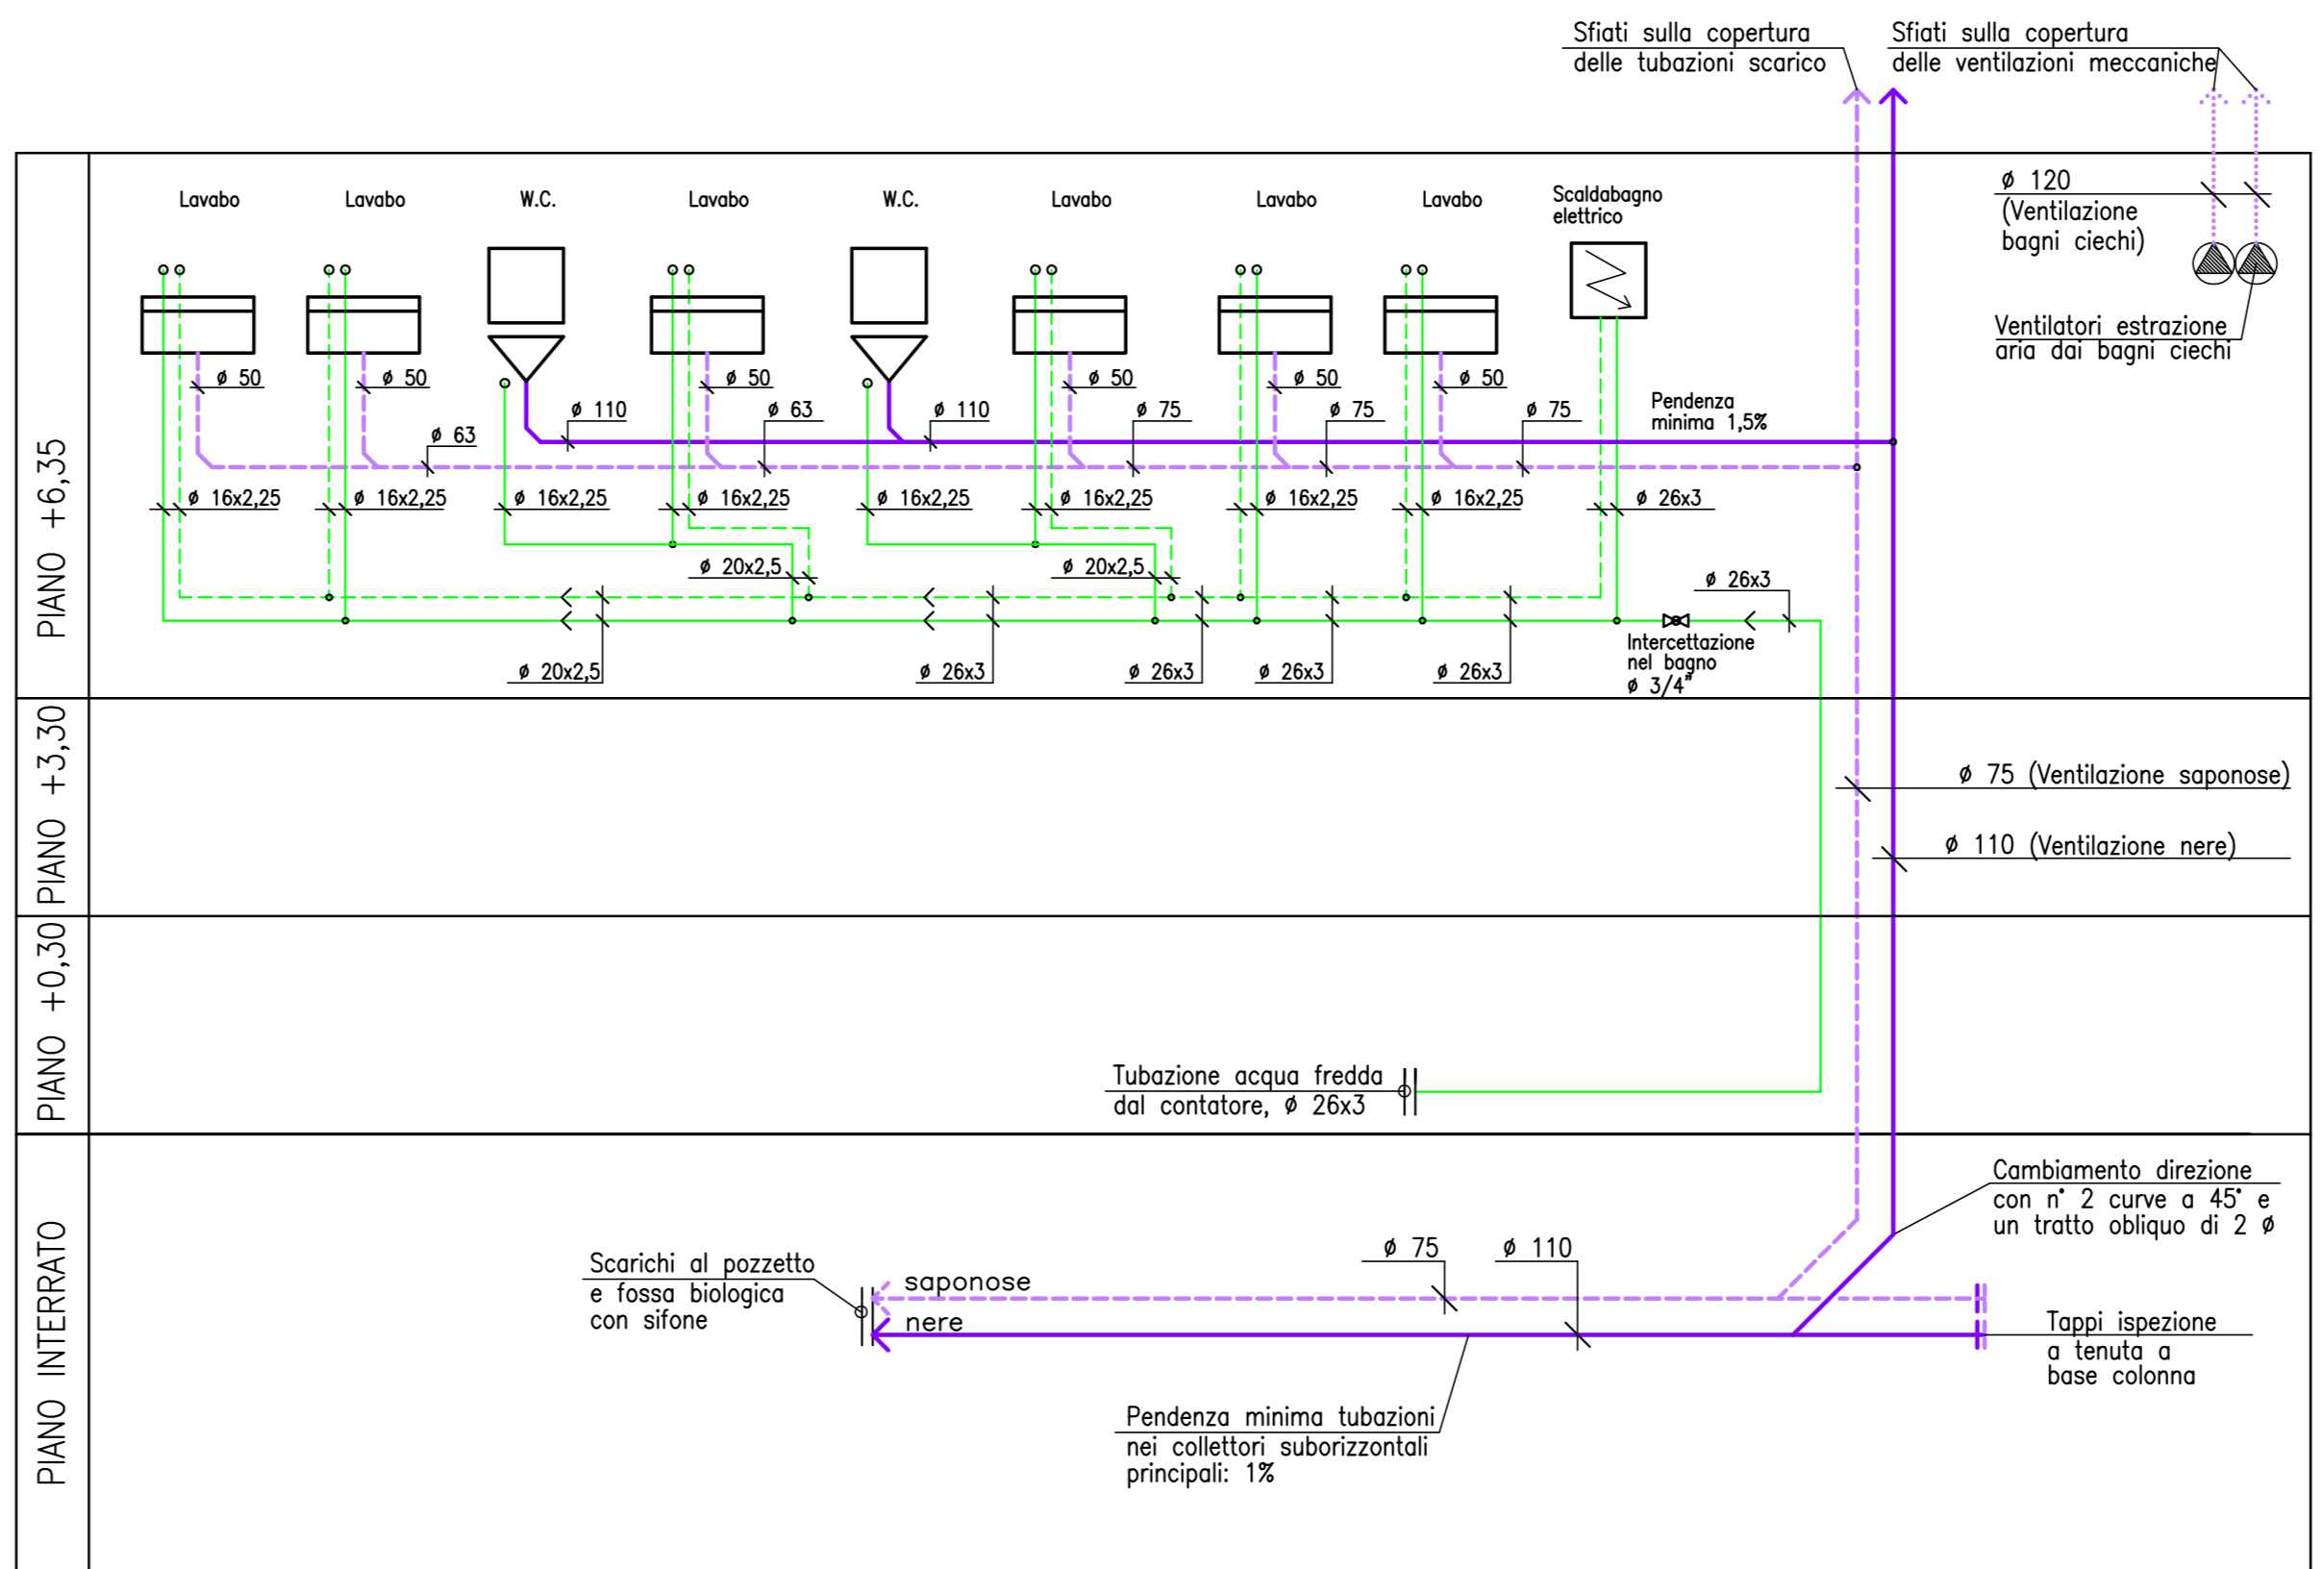 Sfiati sulla copertura
delle tubazioni scarico
Sfiati sulla copertura
delle ventilazioni meccaniche
PIANO +6,35
Lavabo
Lavabo
W.C.
Lavabo
W.C.
Lavabo
Lavabo
Lavabo
Scaldabagno
elettrico
ø 120
(Ventilazione
bagni ciechi)
Ventilatori estrazione
aria dai bagni ciechi
ø 50
ø 50
ø 50
ø 50
ø 50
ø 50
ø 63
ø 110
ø 63
ø 110
ø 75
ø 75
ø 75
Pendenza
minima 1,5%
ø 16x2,25
ø 16x2,25
ø 16x2,25
ø 16x2,25
ø 16x2,25
ø 16x2,25
ø 16x2,25
ø 16x2,25
ø 26x3
ø 20x2,5
ø 20x2,5
ø 26x3
ø 20x2,5
ø 26x3
ø 26x3
ø 26x3
ø 26x3
Intercettazione
nel bagno
ø 3/4"
PIANO +3,30
ø 75 (Ventilazione saponose)
ø 110 (Ventilazione nere)
PIANO +0,30
Tubazione acqua fredda
dal contatore, ø 26x3
PIANO INTERRATO
Cambiamento direzione
con n° 2 curve a 45° e
un tratto obliquo di 2 ø
Scarichi al pozzetto
e fossa biologica
con sifone
saponose
nere
ø 75
ø 110
Tappi ispezione
a tenuta a
base colonna
Pendenza minima tubazioni
nei collettori suborizzontali
principali: 1%